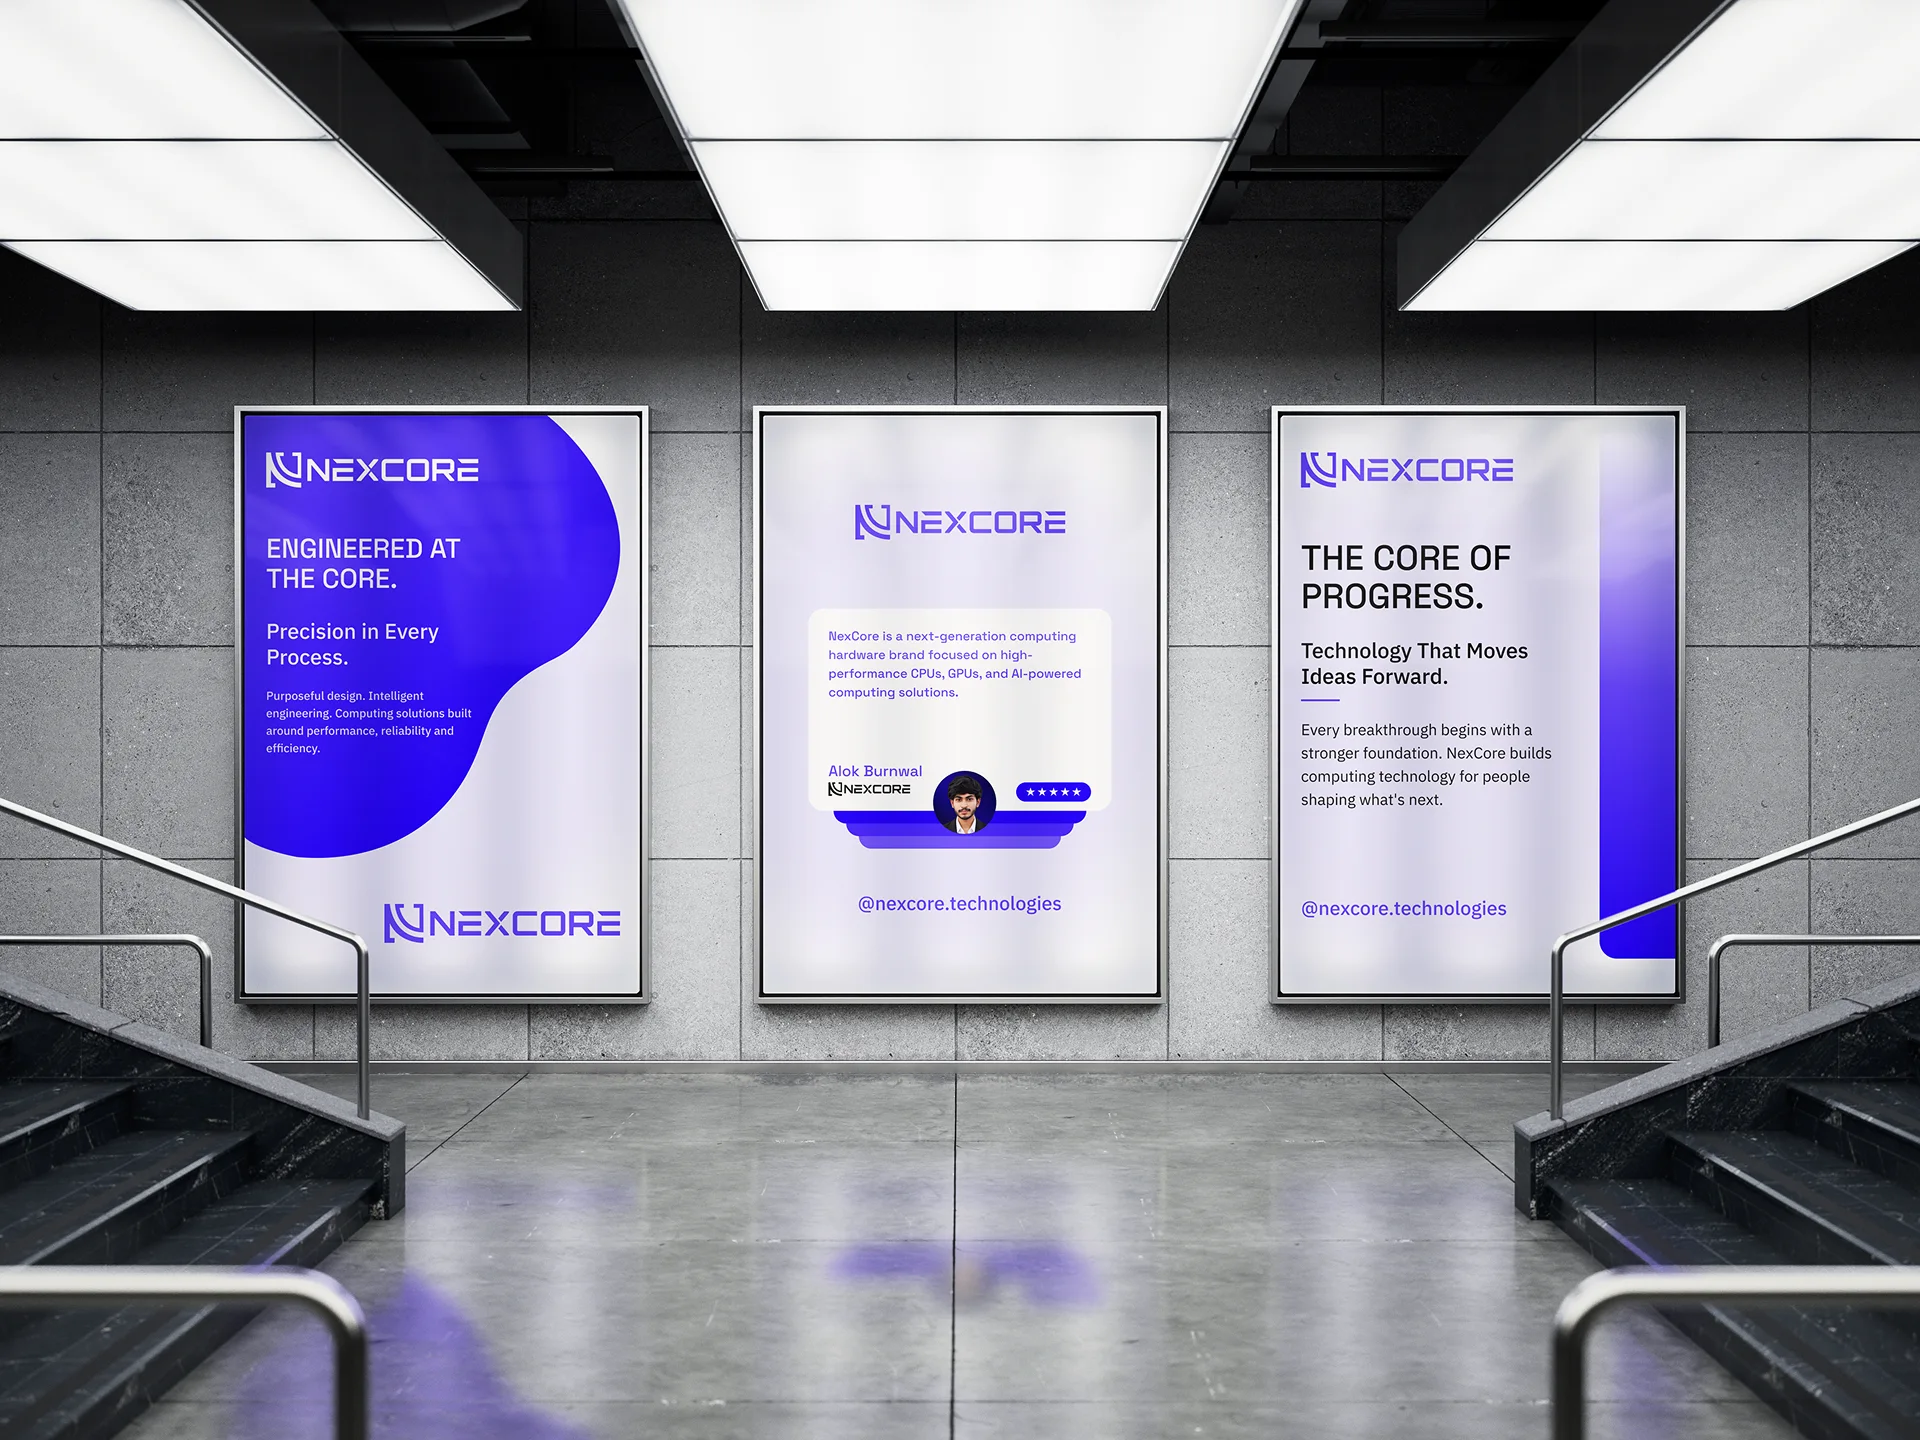 NEXCORE
ENGINEERED AT
THE CORE.
Precision in Every
Process.
Purposeful design. Intelligent
engineering. Computing solutions built
around performance, reliability and
efficiency.
NEXCORE
NEXCORE
NexCore is a next-generation computing
hardware brand focused on high-
performance CPUs, GPUs, and AI-powered
computing solutions.
Alok Burnwal
NEXCORE
@nexcore.technologies
NEXCORE
THE CORE OF
PROGRESS.
Technology That Moves
Ideas Forward.
Every breakthrough begins with a
stronger foundation. NexCore builds
computing technology for people
shaping what's next.
@nexcore.technologies